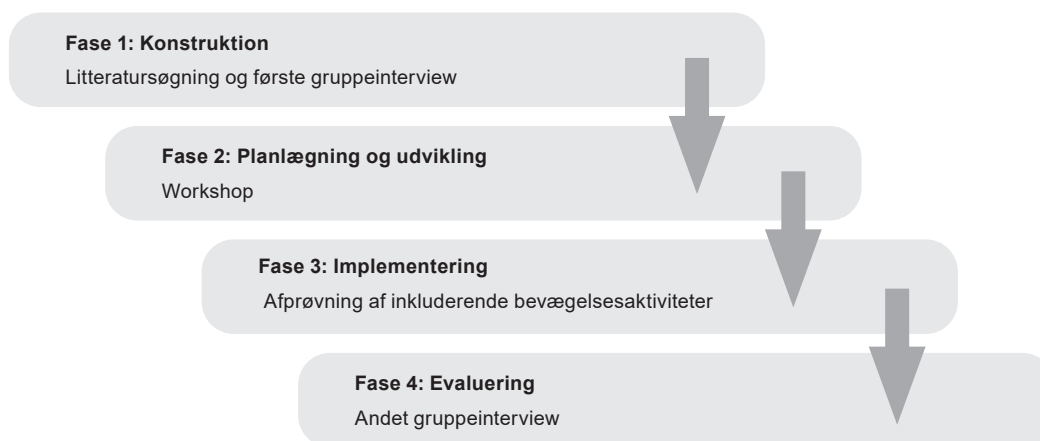 Fase 1: Konstruktion
Litteratursøgning og første gruppeinterview
Fase 2: Planlægning og udvikling
Workshop
Fase 3: Implementering
Afprøvning af inkluderende bevægelsesaktiviteter
Fase 4: Evaluering
Andet gruppeinterview